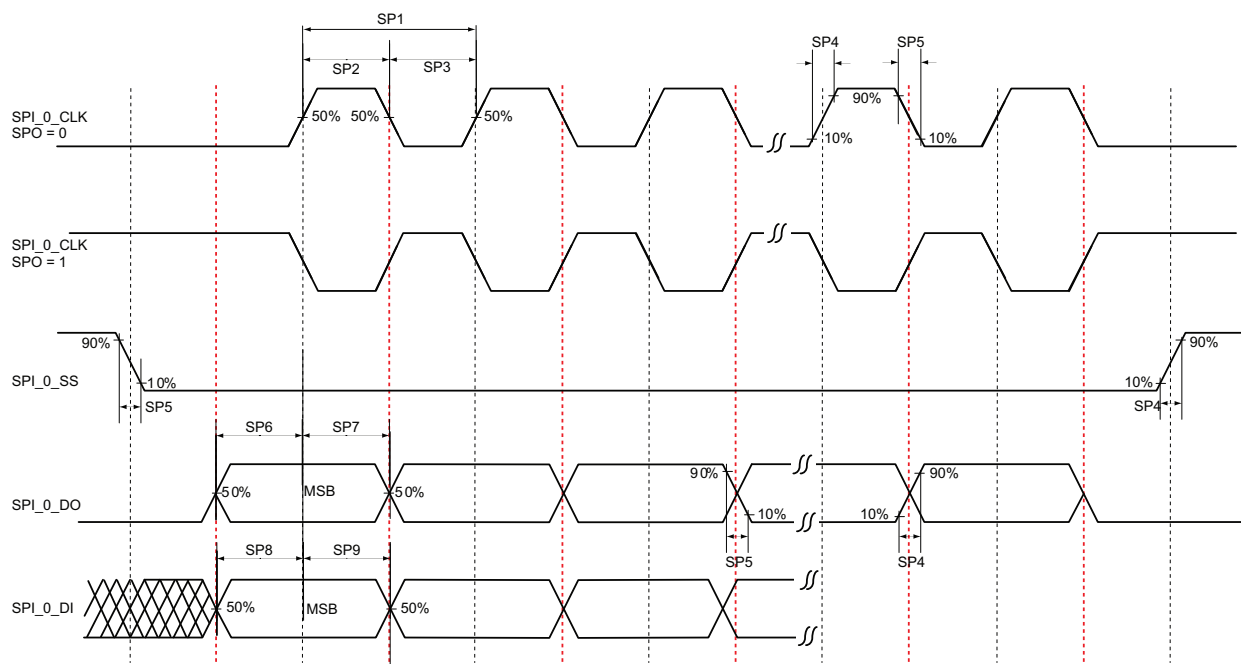 SP1
SP4 SP5
SP2 SP3
SPI_0_CLK
SPO = 0
50% 50% 50% 90%
10% 10%
SPI_0_CLK
SPO = 1
90% 90%
SPI_0_SS 10% 10%
SP5 SP4
SP6 SP7
90% 90%
SPI_0_DO 50% MSB 50% 10% 10%
SP8 SP9 SP5 SP4
SPI_0_DI 50% MSB 50%